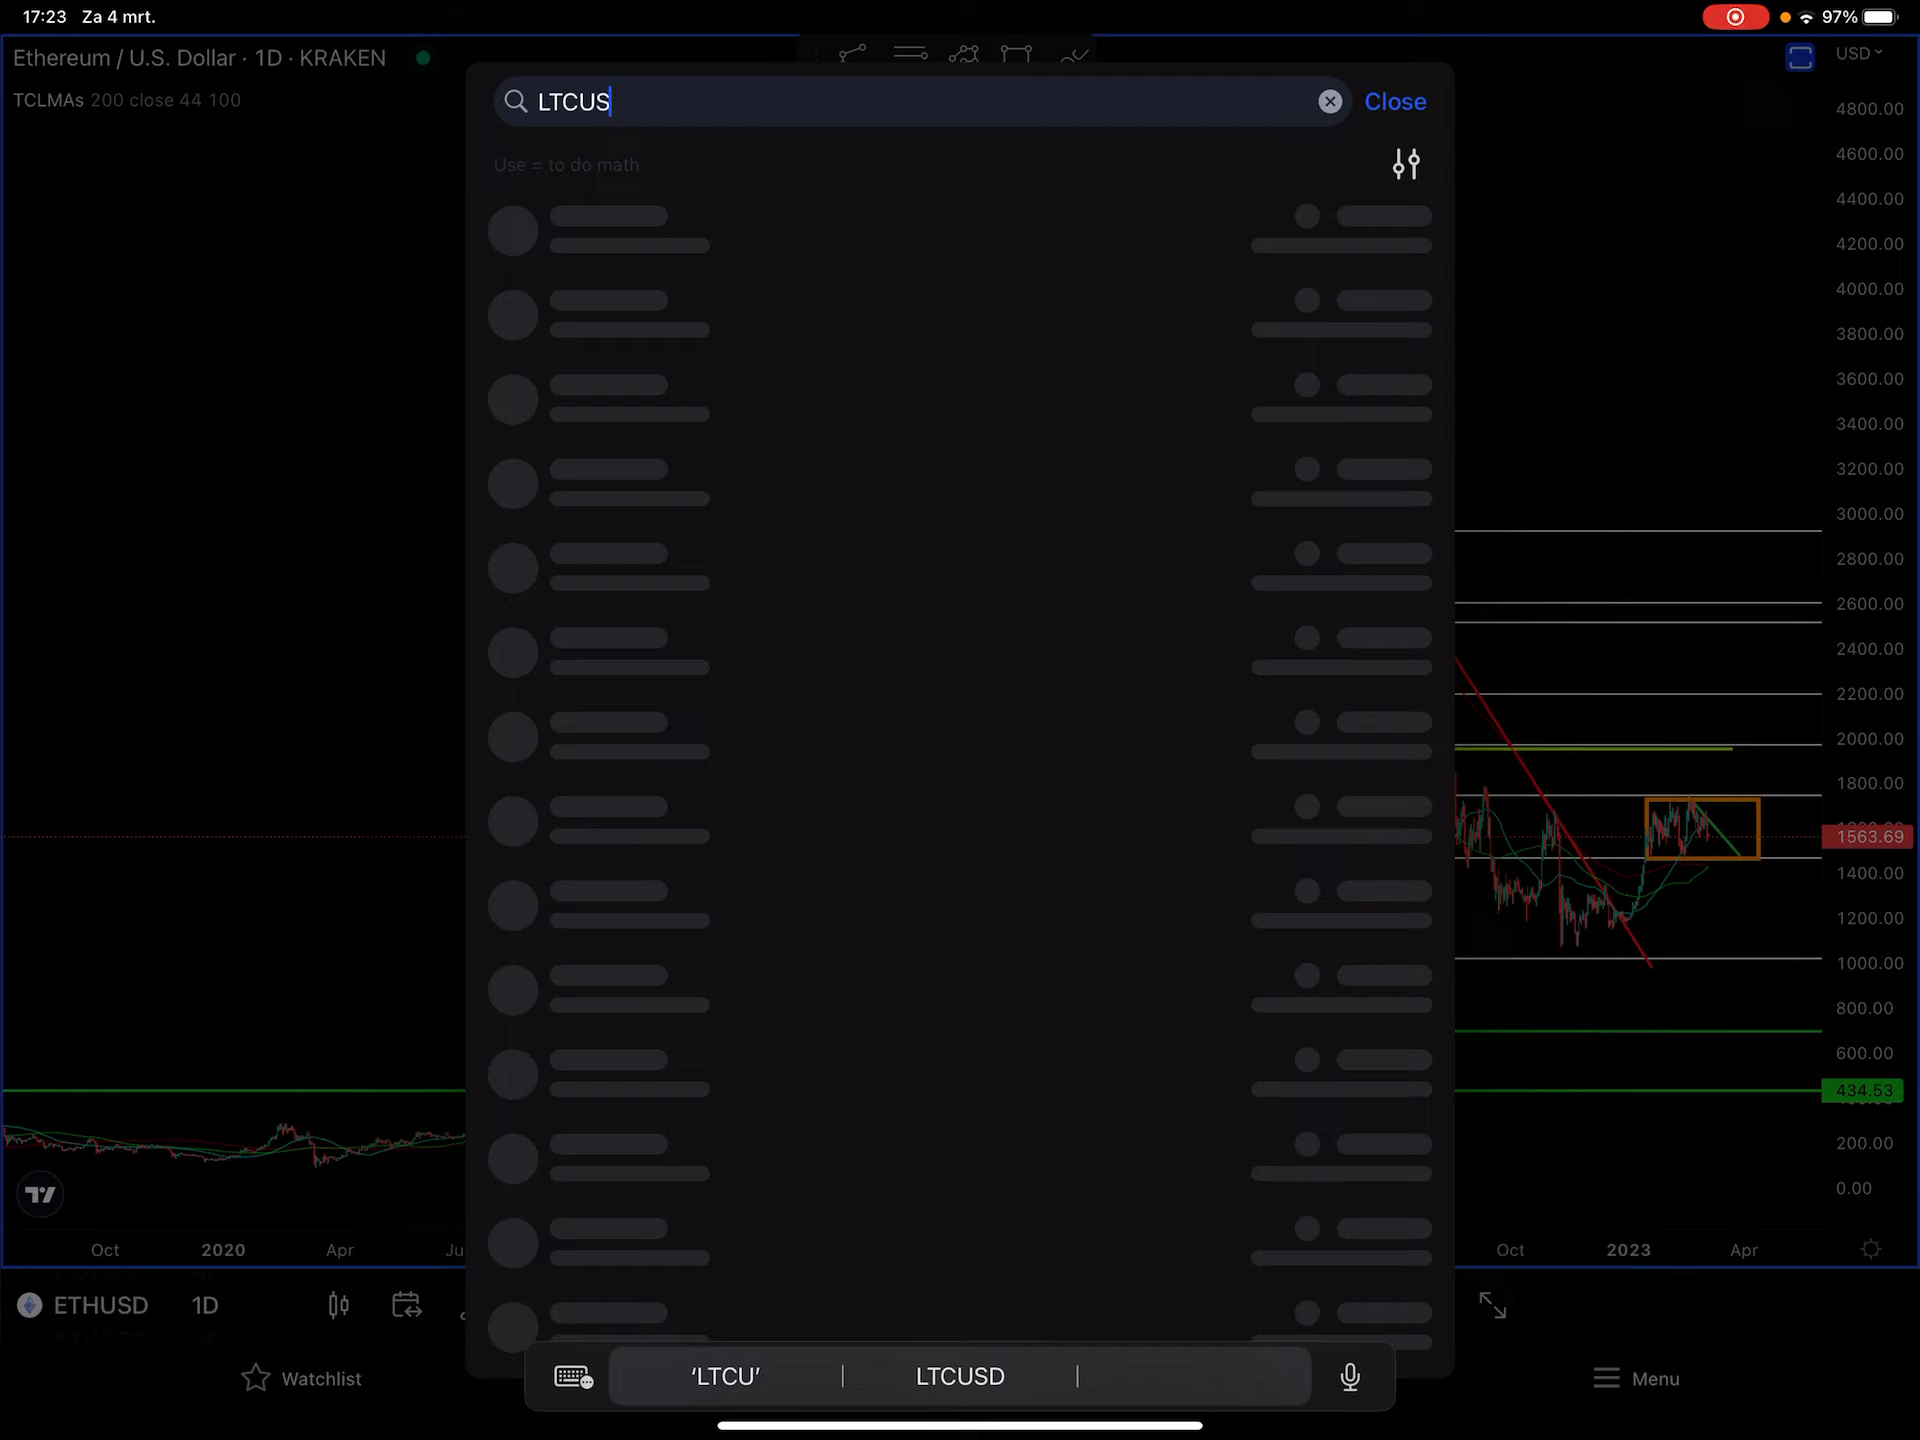 17:23 Za 4 mrt.
97%
Ethereum / U.S. Dollar · 1D · KRAKEN
USD
TCLMAs 200 close 44 100
LTCUS
Close
Use = to do math
4800.00
4600.00
4400.00
4200.00
4000.00
3800.00
3600.00
3400.00
3200.00
3000.00
2800.00
2600.00
2400.00
2200.00
2000.00
1800.00
1563.69
1400.00
1200.00
1000.00
800.00
600.00
434.53
200.00
0.00
Oct 2020 Apr Ju Oct 2023 Apr
ETHUSD 1D
'LTCU' LTCUSD
Watchlist
Menu